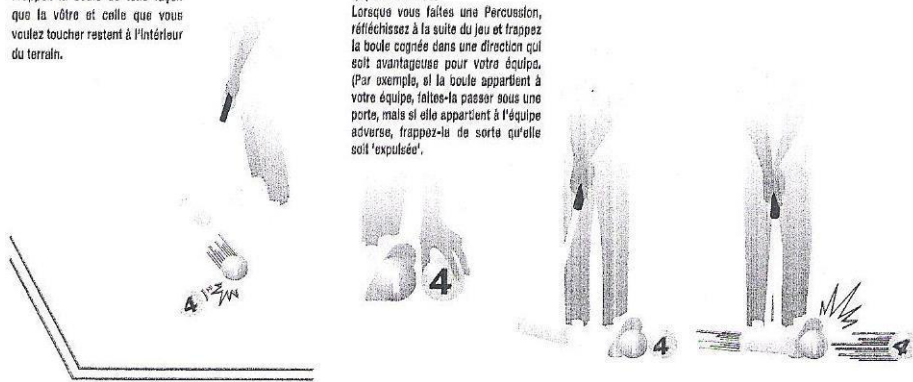 que la vôtre et celle que vous
voulez toucher restent à l'intérieur
du terrain.
Lorsque vous faites une Percussion,
réfléchissez à la suite du jeu et frappez
la boule cognée dans une direction qui
soit avantageuse pour votre équipe.
(Par exemple, si la boule appartient à
votre équipe, faites-la passer sous une
porte, mais si elle appartient à l'équipe
adverse, frappez-la de sorte qu'elle
soit 'expulsée'.
4
4
4
4